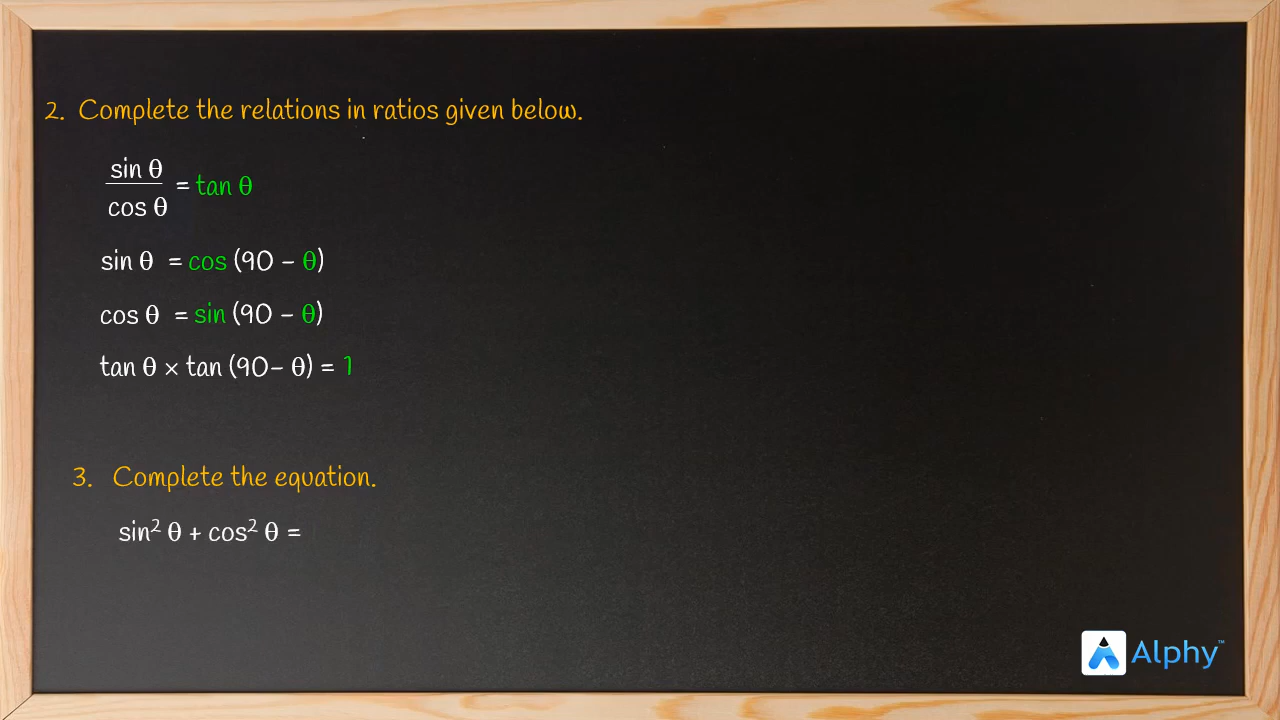 2. Complete the relations in ratios given below.
sin θ
cos θ
= tan θ
sin θ = cos (90 – θ)
cos θ = sin (90 – θ)
tan θ × tan (90– θ) = 1
3. Complete the equation.
sin² θ + cos² θ =
Alphy™